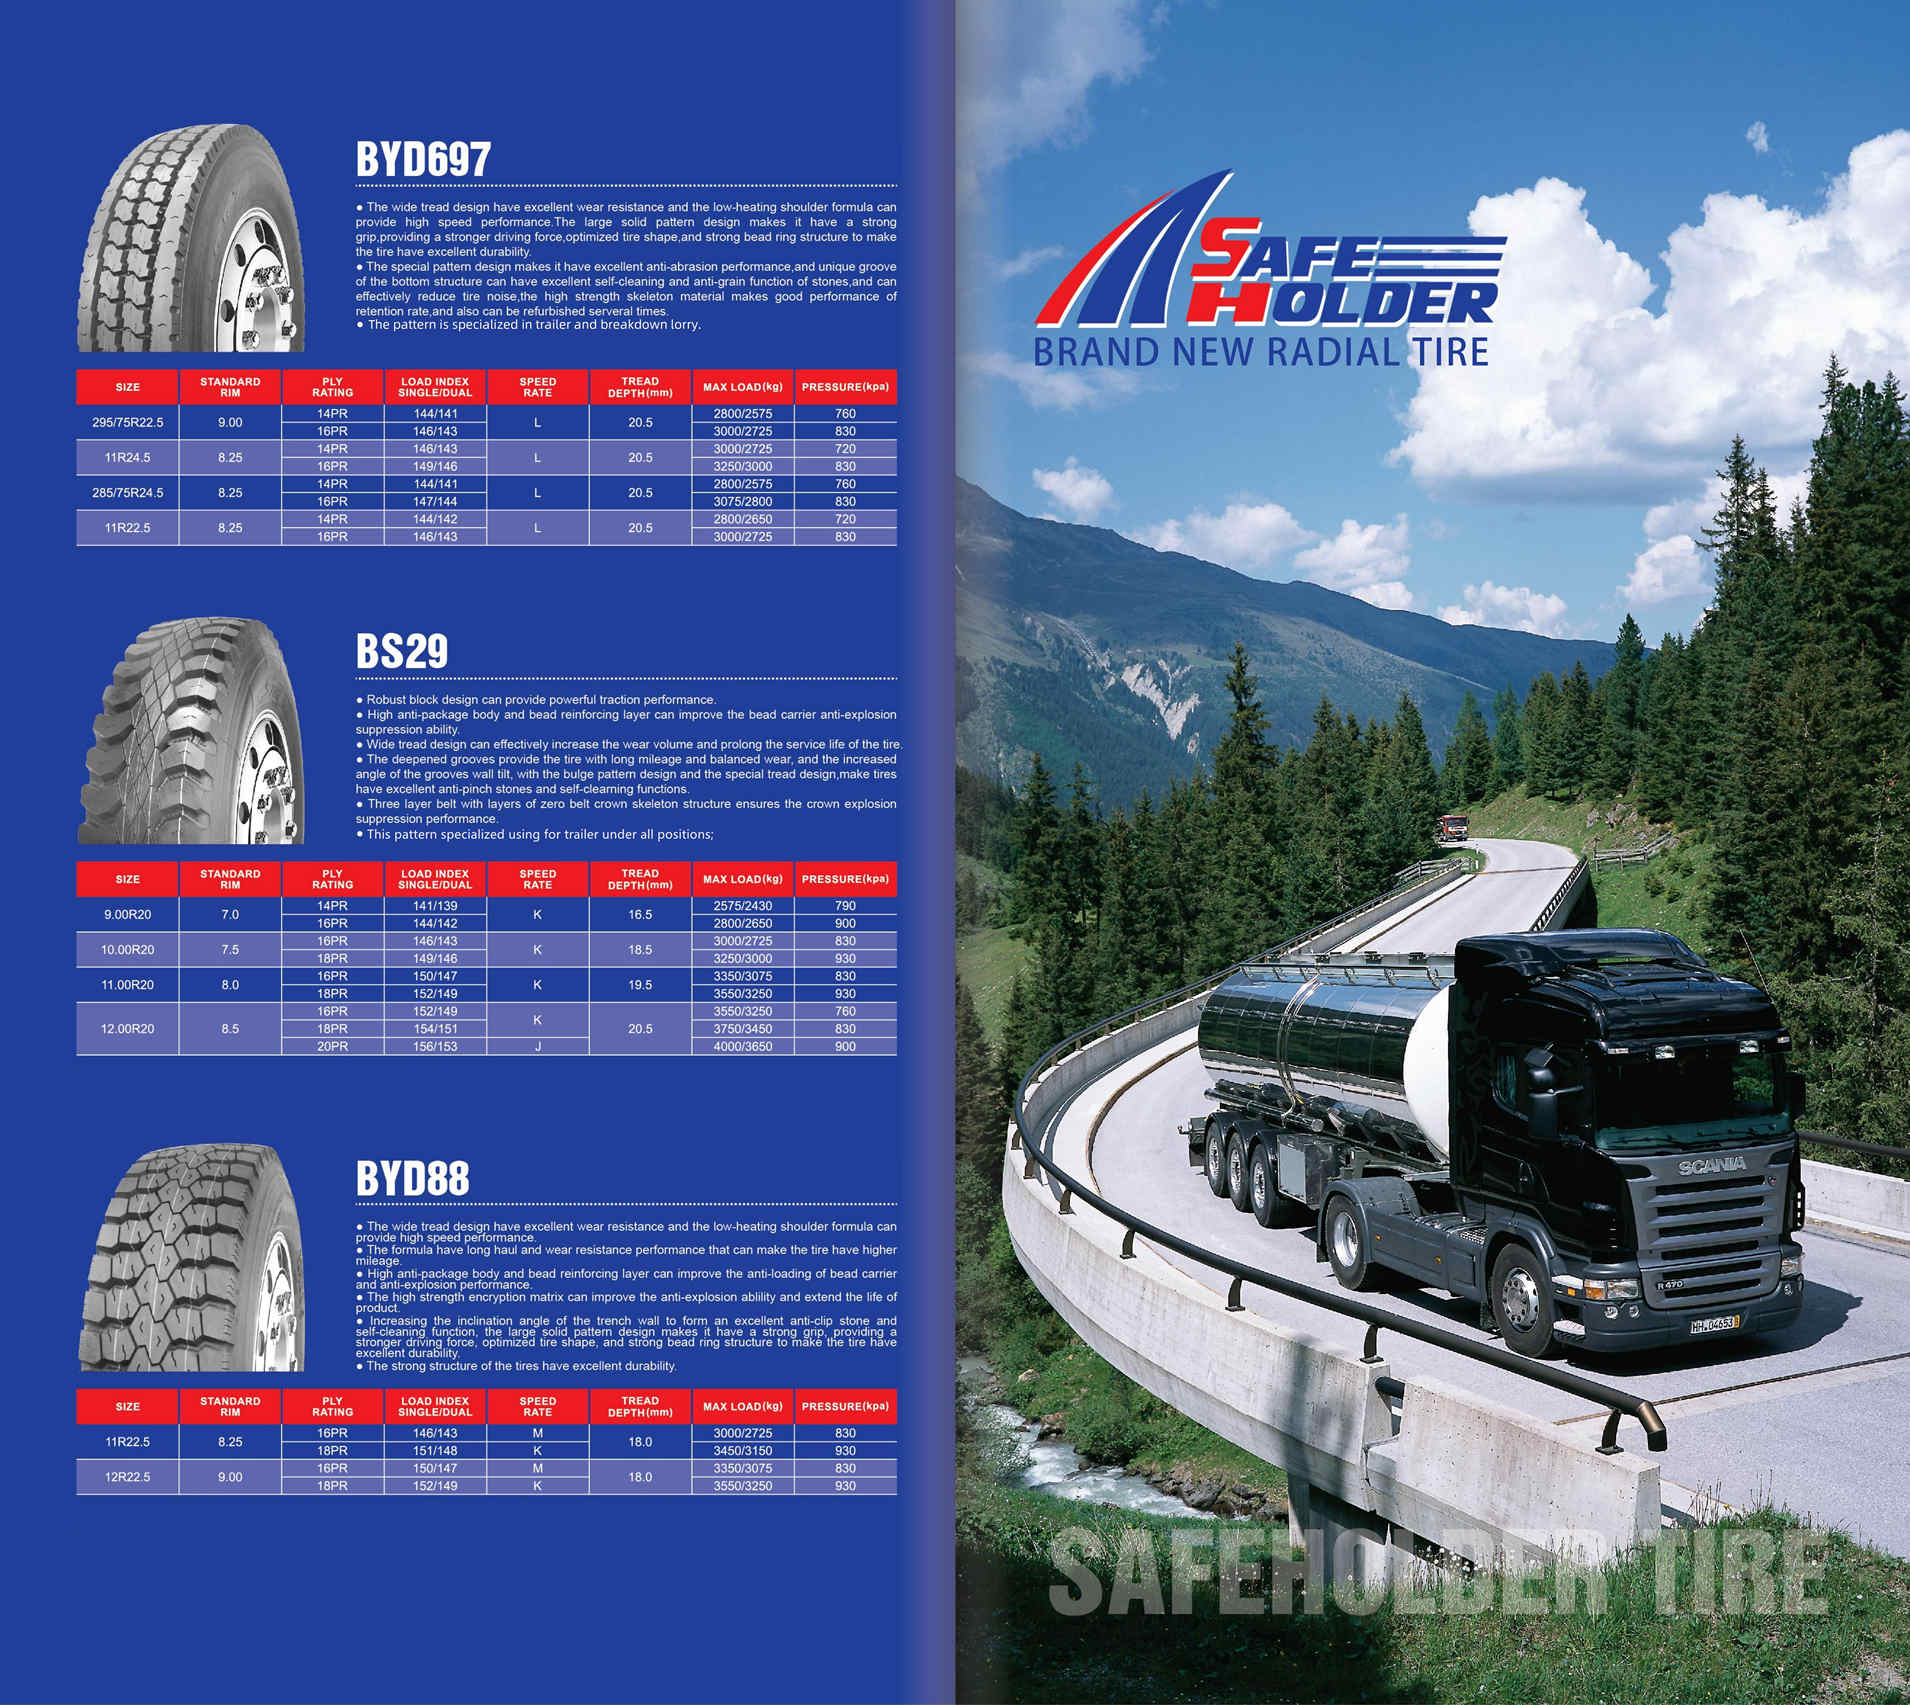 BYD697
● The wide tread design have excellent wear resistance and the low-heating shoulder formula can
provide high speed performance.The large solid pattern design makes it have a strong
grip,providing a stronger driving force,optimized tire shape,and strong bead ring structure to make
the tire have excellent durability.
● The special pattern design makes it have excellent anti-abrasion performance,and unique groove
of the bottom structure can have excellent self-cleaning and anti-grain function of stones,and can
effectively reduce tire noise,the high strength skeleton material makes good performance of
retention rate,and also can be refurbished serveral times.
● The pattern is specialized in trailer and breakdown lorry.
SIZE STANDARD RIM PLY RATING LOAD INDEX SINGLE/DUAL SPEED RATE TREAD DEPTH(mm) MAX LOAD(kg) PRESSURE(kpa)
295/75R22.5 9.00 14PR 144/141 L 20.5 2800/2575 760
16PR 146/143 3000/2725 830
11R24.5 8.25 14PR 146/143 L 20.5 3000/2725 720
16PR 149/146 3250/3000 830
285/75R24.5 8.25 14PR 144/141 L 20.5 2800/2575 760
16PR 147/144 3075/2800 830
11R22.5 8.25 14PR 144/142 L 20.5 2800/2650 720
16PR 146/143 3000/2725 830
BS29
● Robust block design can provide powerful traction performance.
● High anti-package body and bead reinforcing layer can improve the bead carrier anti-explosion
suppression ability.
● Wide tread design can effectively increase the wear volume and prolong the service life of the tire.
● The deepened grooves provide the tire with long mileage and balanced wear, and the increased
angle of the grooves wall tilt, with the bulge pattern design and the special tread design,make tires
have excellent anti-pinch stones and self-clearning functions.
● Three layer belt with layers of zero belt crown skeleton structure ensures the crown explosion
suppression performance.
● This pattern specialized using for trailer under all positions;
SIZE STANDARD RIM PLY RATING LOAD INDEX SINGLE/DUAL SPEED RATE TREAD DEPTH(mm) MAX LOAD(kg) PRESSURE(kpa)
9.00R20 7.0 14PR 141/139 K 16.5 2575/2430 790
16PR 144/142 2800/2650 900
10.00R20 7.5 16PR 146/143 K 18.5 3000/2725 830
18PR 149/146 3250/3000 930
11.00R20 8.0 16PR 150/147 K 19.5 3350/3075 830
18PR 152/149 3550/3250 930
12.00R20 8.5 16PR 152/149 K 20.5 3550/3250 760
18PR 154/151 3750/3450 830
20PR 156/153 J 4000/3650 900
BYD88
● The wide tread design have excellent wear resistance and the low-heating shoulder formula can
provide high speed performance.
● The formula have long haul and wear resistance performance that can make the tire have higher
mileage.
● High anti-package body and bead reinforcing layer can improve the anti-loading of bead carrier
and anti-explosion performance.
● The high strength encryption matrix can improve the anti-explosion ablility and extend the life of
product.
● Increasing the inclination angle of the trench wall to form an excellent anti-clip stone and
self-cleaning function, the large solid pattern design makes it have a strong grip, providing a
stronger driving force, optimized tire shape, and strong bead ring structure to make the tire have
excellent durability.
● The strong structure of the tires have excellent durability.
SIZE STANDARD RIM PLY RATING LOAD INDEX SINGLE/DUAL SPEED RATE TREAD DEPTH(mm) MAX LOAD(kg) PRESSURE(kpa)
11R22.5 8.25 16PR 146/143 M 18.0 3000/2725 830
18PR 151/148 K 3450/3150 930
12R22.5 9.00 16PR 150/147 M 18.0 3350/3075 830
18PR 152/149 K 3550/3250 930
SAFE
HOLDER
BRAND NEW RADIAL TIRE
SCANIA
R 470
HH 04653
SAFEHOLDER TIRE